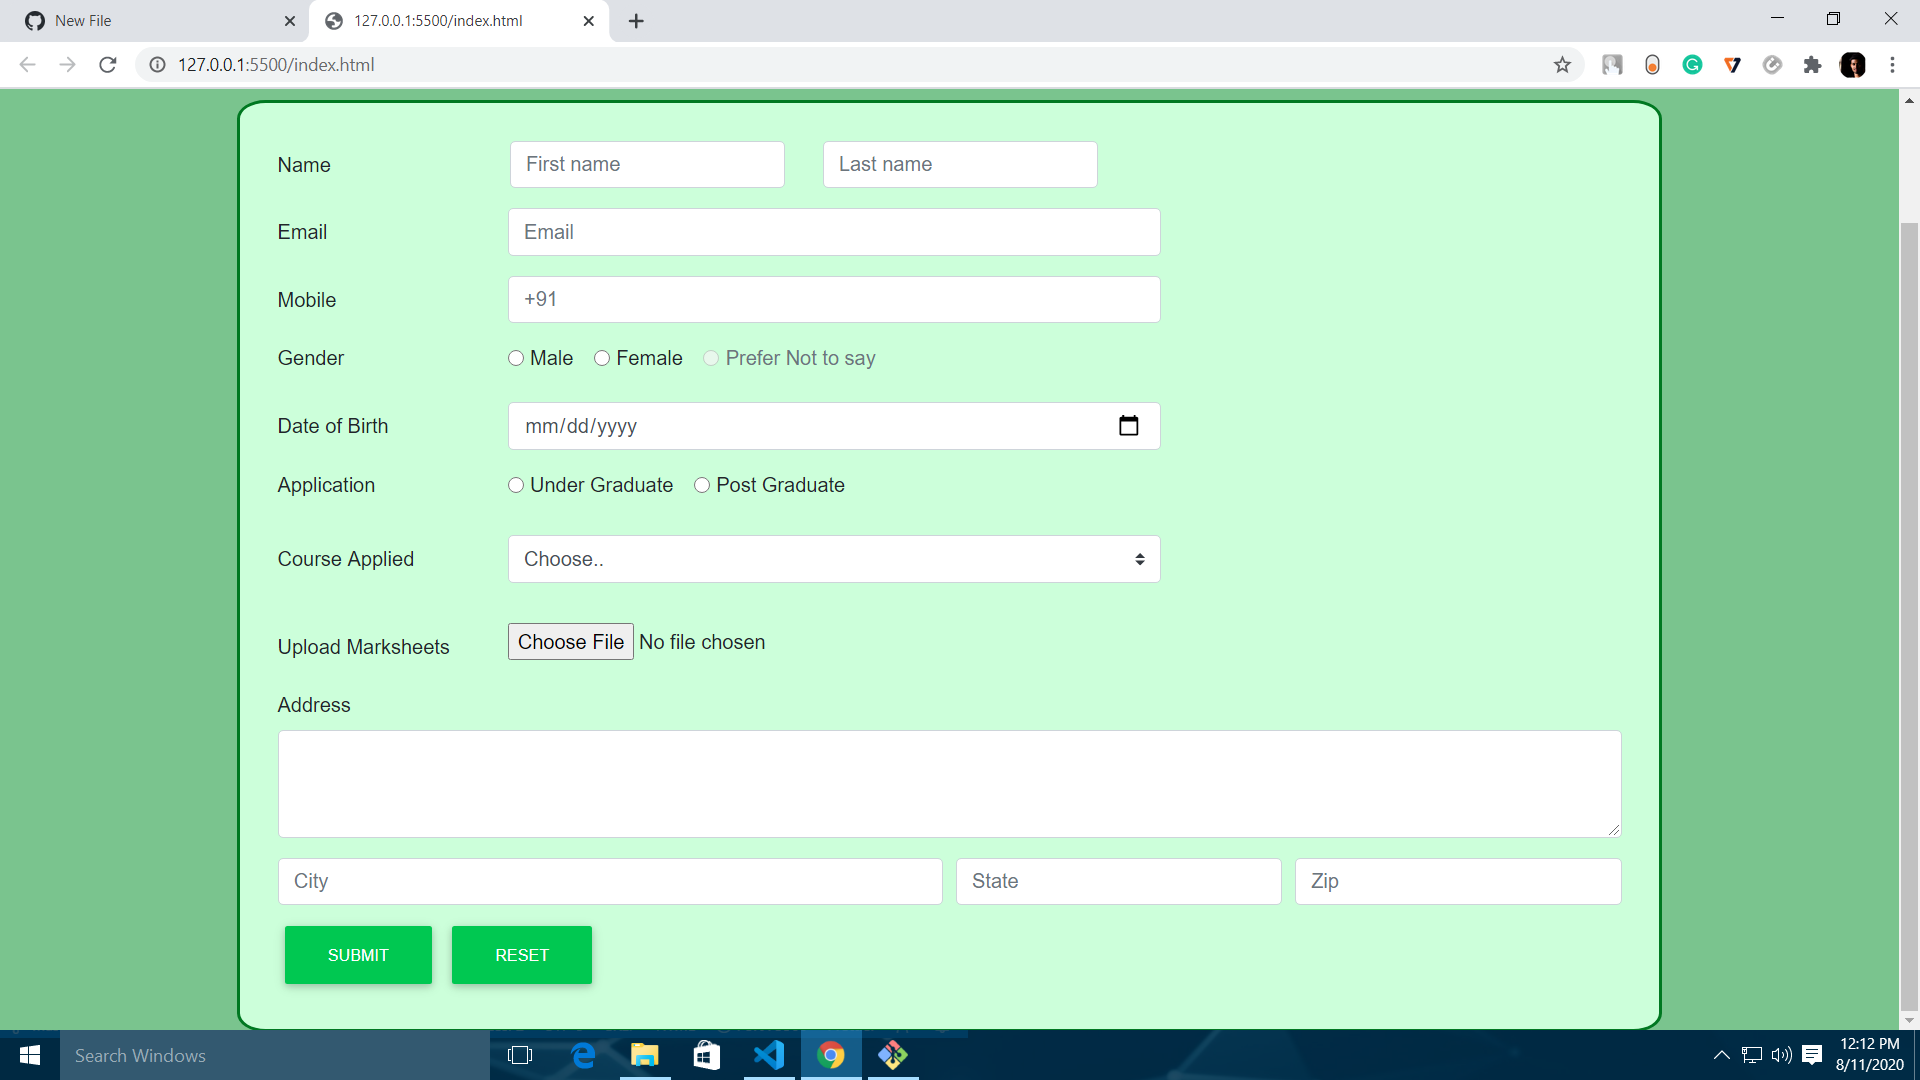 New File
127.0.0.1:5500/index.html
127.0.0.1:5500/index.html
Name First name Last name
Email Email
Mobile +91
Gender Male Female Prefer Not to say
Date of Birth mm/dd/yyyy
Application Under Graduate Post Graduate
Course Applied Choose..
Upload Marksheets Choose File No file chosen
Address
City State Zip
SUBMIT RESET
Search Windows
12:12 PM
8/11/2020